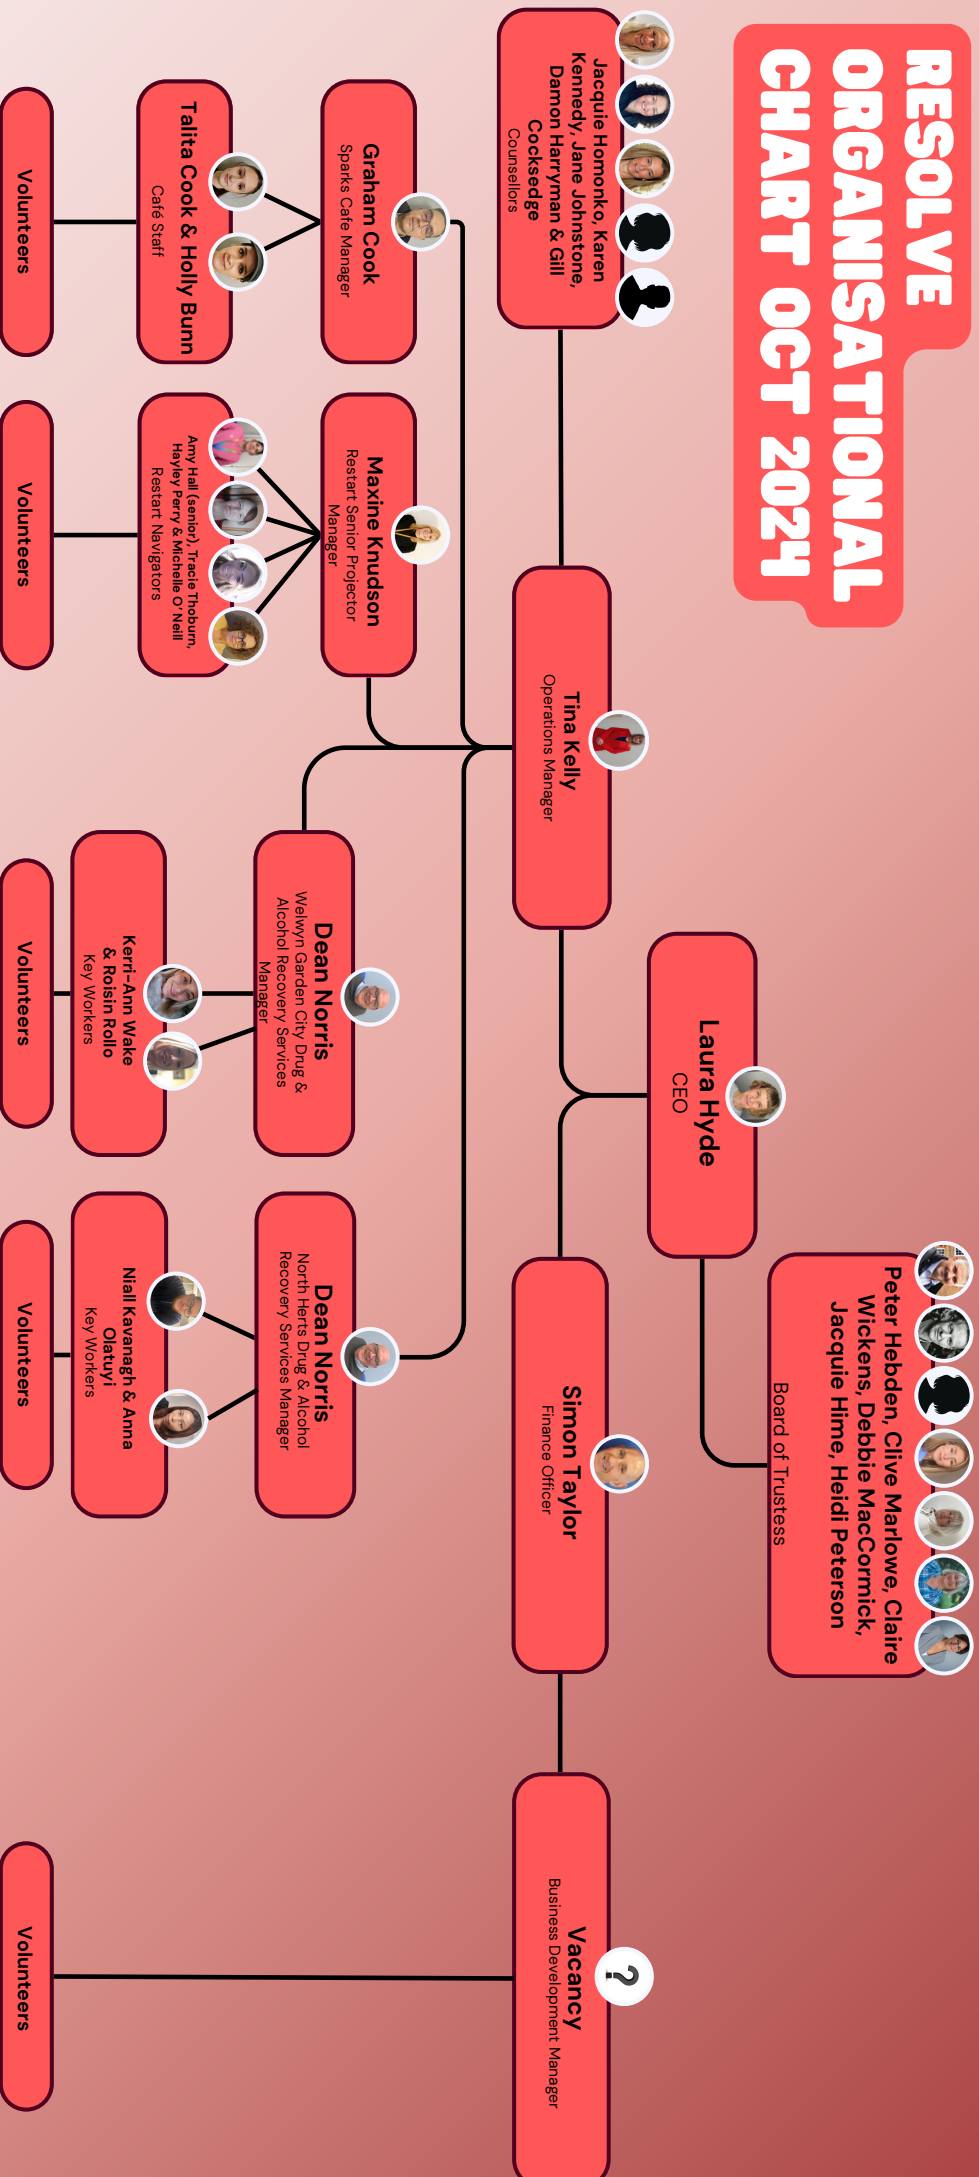 RESOLVE
ORGANISATIONAL
CHART OCT 2024
Peter Hebden, Clive Marlowe, Claire
Wickens, Debbie MacCormick,
Jacquie Hime, Heidi Peterson
Board of Trustess
Laura Hyde
CEO
Jacquie Homonko, Karen
Kennedy, Jane Johnstone,
Damon Harryman & Gill
Cocksedge
Counsellors
Tina Kelly
Operations Manager
Simon Taylor
Finance Officer
?
Vacancy
Business Development Manager
Graham Cook
Sparks Cafe Manager
Maxine Knudson
Restart Senior Projector
Manager
Dean Norris
Welwyn Garden City Drug &
Alcohol Recovery Services
Manager
Dean Norris
North Herts Drug & Alcohol
Recovery Services Manager
Talita Cook & Holly Bunn
Café Staff
Amy Hall (senior), Tracie Thoburn,
Hayley Perry & Michelle O'Neill
Restart Navigators
Kerri-Ann Wake
& Roisin Rollo
Key Workers
Niall Kavanagh & Anna
Olatuyi
Key Workers
Volunteers
Volunteers
Volunteers
Volunteers
Volunteers